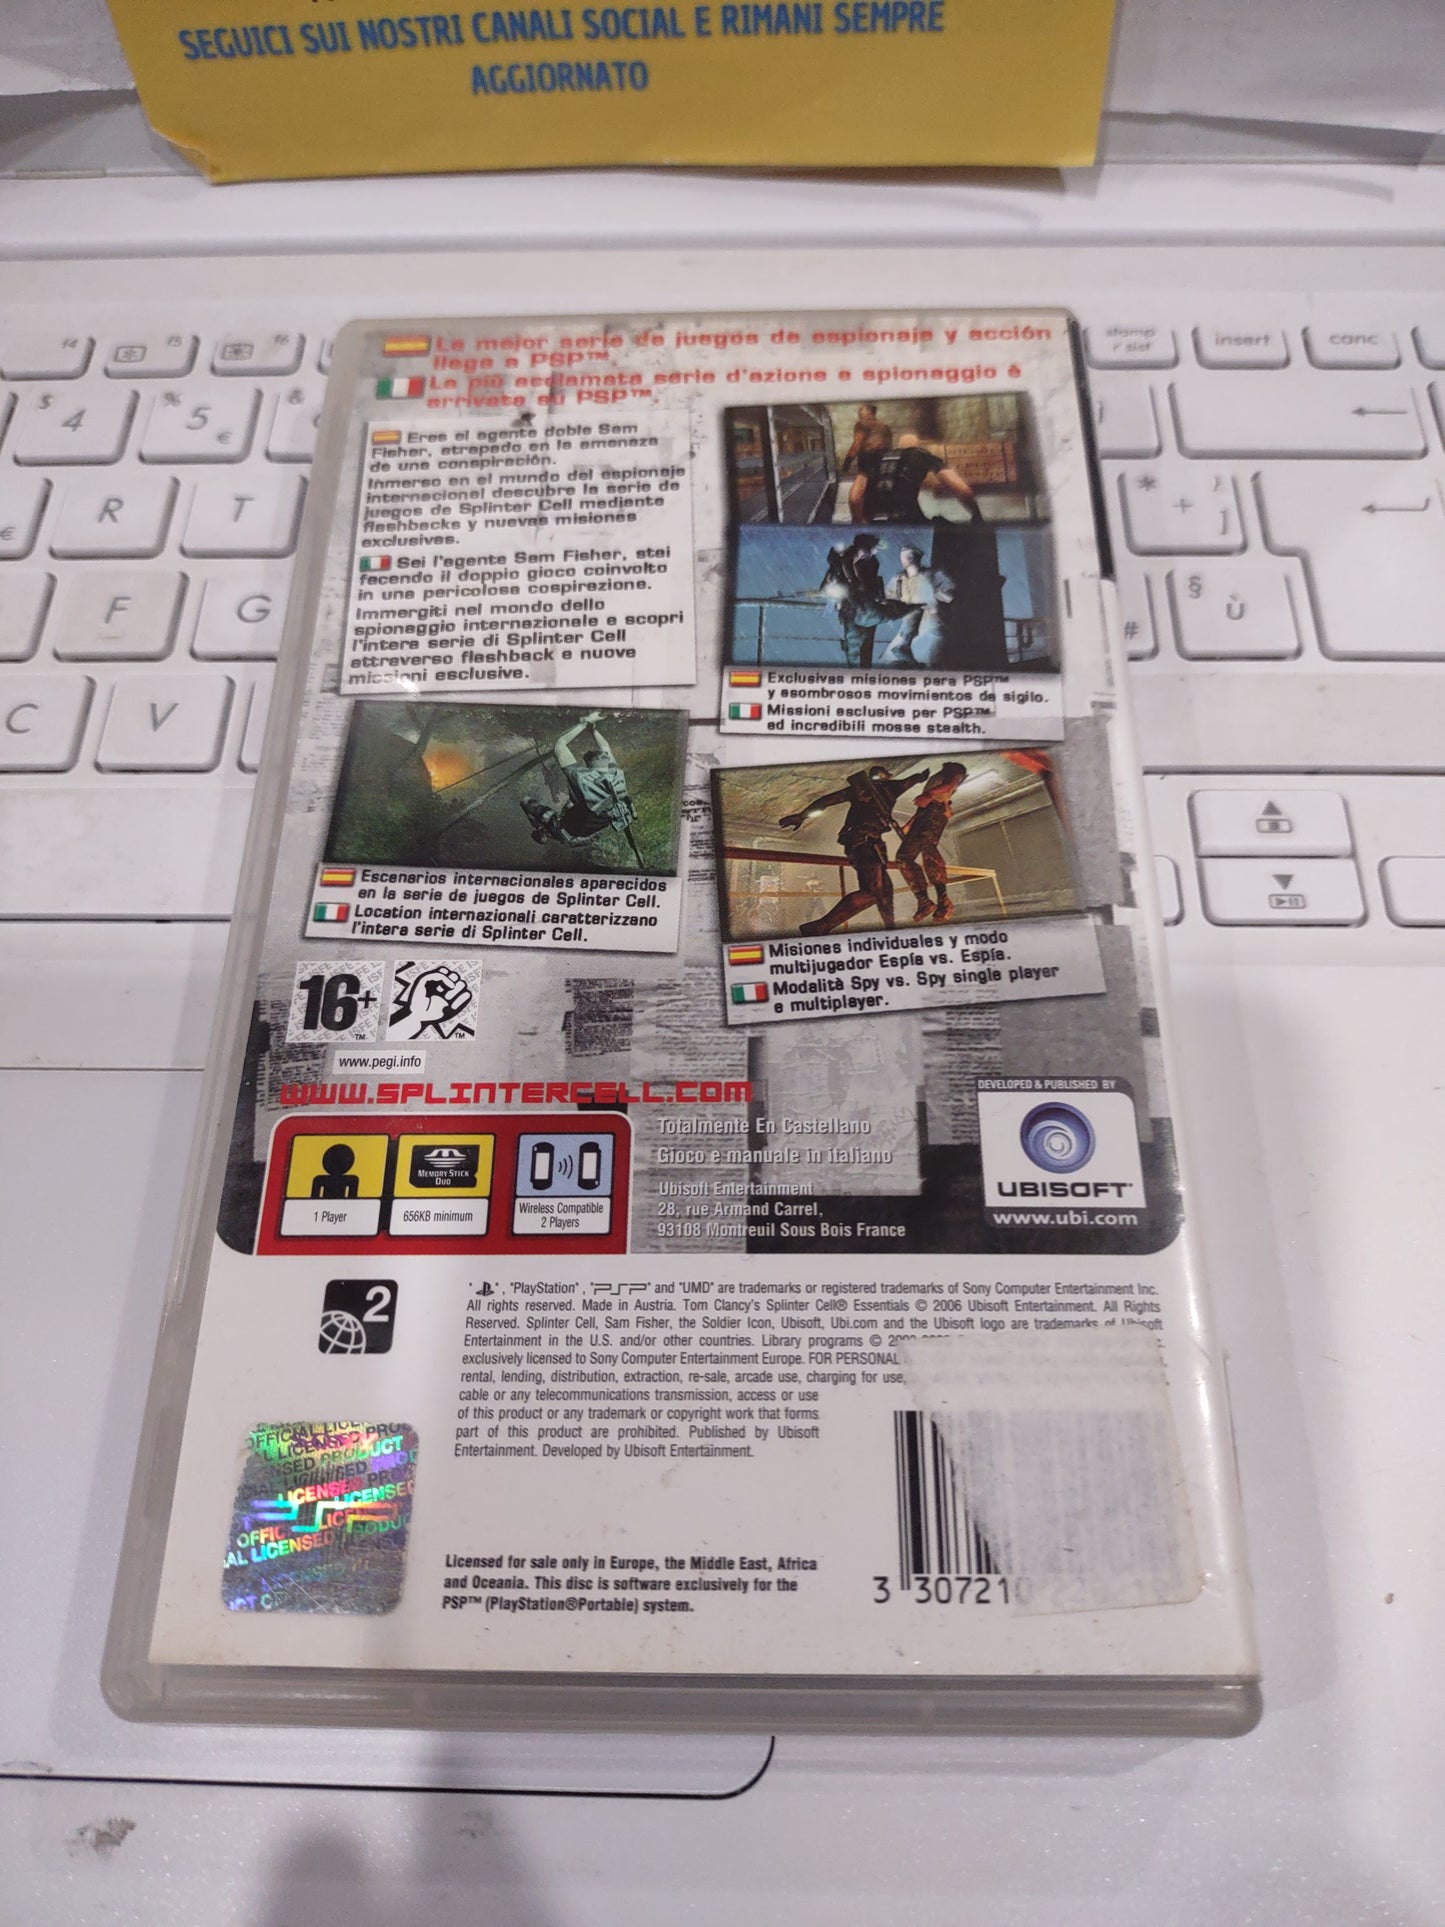 SEGUICI SUI NOSTRI CANALI SOCIAL E RIMANI SEMPRE
AGGIORNATO
La mejor serie de juegos de espionaje y acción
llega a PSP™.
La più acclamata serie d'azione e spionaggio è
arrivata su PSP™.
Eres el agente doble Sam
Fisher, atrapado en la amenaza
de una conspiración.
Inmerso en el mundo del espionaje
internacional descubre la serie de
juegos de Splinter Cell mediante
flashbacks y nuevas misiones
exclusivas.
Sei l'agente Sam Fisher, stai
facendo il doppio gioco coinvolto
in una pericolosa cospirazione.
Immergiti nel mondo dello
spionaggio internazionale e scopri
l'intera serie di Splinter Cell
attraverso flashback e nuove
missioni esclusive.
Exclusivas misiones para PSP™
y asombrosos movimientos de sigilo.
Missioni esclusive per PSP™
ed incredibili mosse stealth.
Escenarios internacionales aparecidos
en la serie de juegos de Splinter Cell.
Location internazionali caratterizzano
l'intera serie di Splinter Cell.
Misiones individuales y modo
multijugador Espía vs. Espía.
Modalità Spy vs. Spy single player
e multiplayer.
16+
www.pegi.info
WWW.SPLINTERCELL.COM
1 Player
MEMORY STICK
DUO
656KB minimum
Wireless Compatible
2 Players
Totalmente En Castellano
Gioco e manuale in italiano
Ubisoft Entertainment
28, rue Armand Carrel,
93108 Montreuil Sous Bois France
DEVELOPED & PUBLISHED BY
UBISOFT
www.ubi.com
2
" ", "PlayStation", "PSP" and "UMD" are trademarks or registered trademarks of Sony Computer Entertainment Inc.
All rights reserved. Made in Austria. Tom Clancy's Splinter Cell® Essentials © 2006 Ubisoft Entertainment. All Rights
Reserved. Splinter Cell, Sam Fisher, the Soldier Icon, Ubisoft, Ubi.com and the Ubisoft logo are trademarks of Ubisoft
Entertainment in the U.S. and/or other countries. Library programs ©
exclusively licensed to Sony Computer Entertainment Europe. FOR PERSONAL
rental, lending, distribution, extraction, re-sale, arcade use, charging for use,
cable or any telecommunications transmission, access or use
of this product or any trademark or copyright work that forms
part of this product are prohibited. Published by Ubisoft
Entertainment. Developed by Ubisoft Entertainment.
OFFICIAL LICENSED PRODUCT
Licensed for sale only in Europe, the Middle East, Africa
and Oceania. This disc is software exclusively for the
PSP™ (PlayStation®Portable) system.
3 307210
f4 f5 f6
$ 4 % 5 € &
R T
F G
C V
stamp
r sist
insert
canc
* + ] }
§ ù #